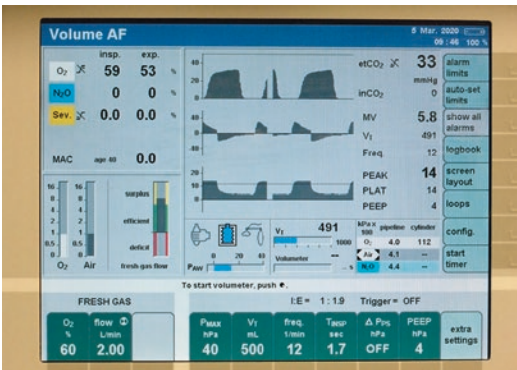 Volume AF
5 Mar. 2020
09:46 100 %
insp. exp.
O₂ 59 53 %
N₂O 0 0 %
Sev. 0.0 0.0 %
MAC age 40 0.0
40
20
0
etCO₂ 33
mmHg
inCO₂ 0
MV 5.8
VT 491
Freq. 12
PEAK 14
PLAT 14
PEEP 4
alarm limits
auto-set limits
show all alarms
logbook
screen layout
loops
config.
start timer
surplus
efficient
deficit
O₂ Air fresh gas flow
0 20 40
PAW
VT 491
1000
Volumeter --
kPa x 100 pipeline cylinder
O₂ 4.0 112
Air 4.1 --
N₂O 4.4 --
To start volumeter, push
FRESH GAS
I:E = 1:1.9 Trigger = OFF
O₂ flow
% L/min
60 2.00
PMAX VT freq. TINSP Δ PPS PEEP
hPa mL 1/min sec hPa hPa
40 500 12 1.7 OFF 4
extra settings